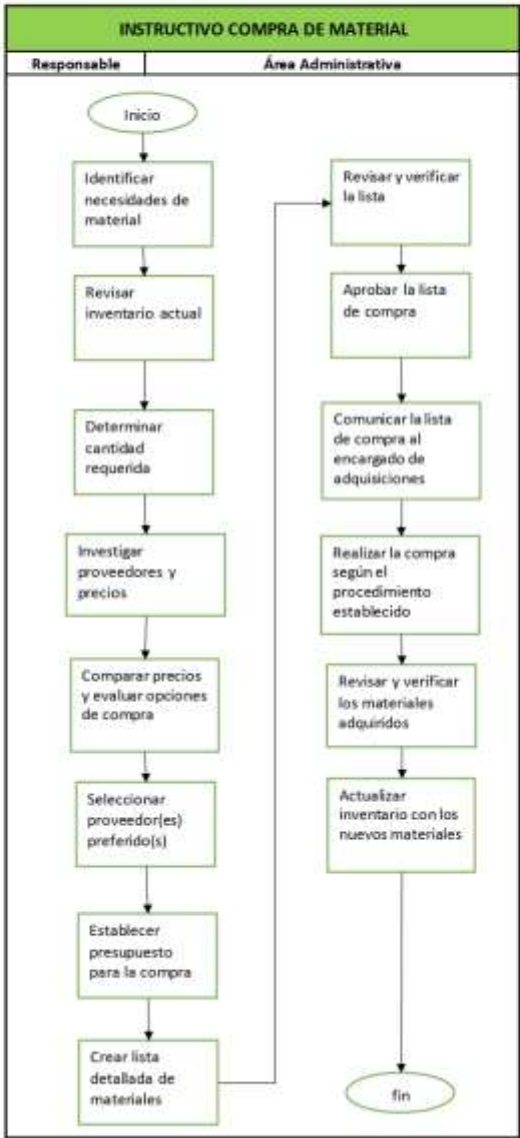 INSTRUCTIVO COMPRA DE MATERIAL
Responsable
Área Administrativa
Inicio
Identificar
necesidades de
material
Revisar
inventario actual
Determinar
cantidad
requerida
Investigar
proveedores y
precios
Comparar precios
y evaluar opciones
de compra
Seleccionar
proveedor(es)
preferido(s)
Establecer
presupuesto
para la compra
Crear lista
detallada de
materiales
Revisar y verificar
la lista
Aprobar la lista
de compra
Comunicar la lista
de compra al
encargado de
adquisiciones
Realizar la compra
según el
procedimiento
establecido
Revisar y verificar
los materiales
adquiridos
Actualizar
inventario con los
nuevos materiales
fin